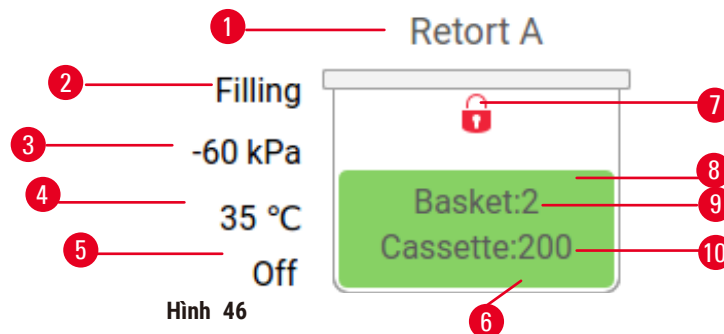 1
Retort A
2
Filling
7
3
-60 kPa
8
4
35 °C
Basket:2
9
Cassette:200
10
5
Off
6
Hình 46